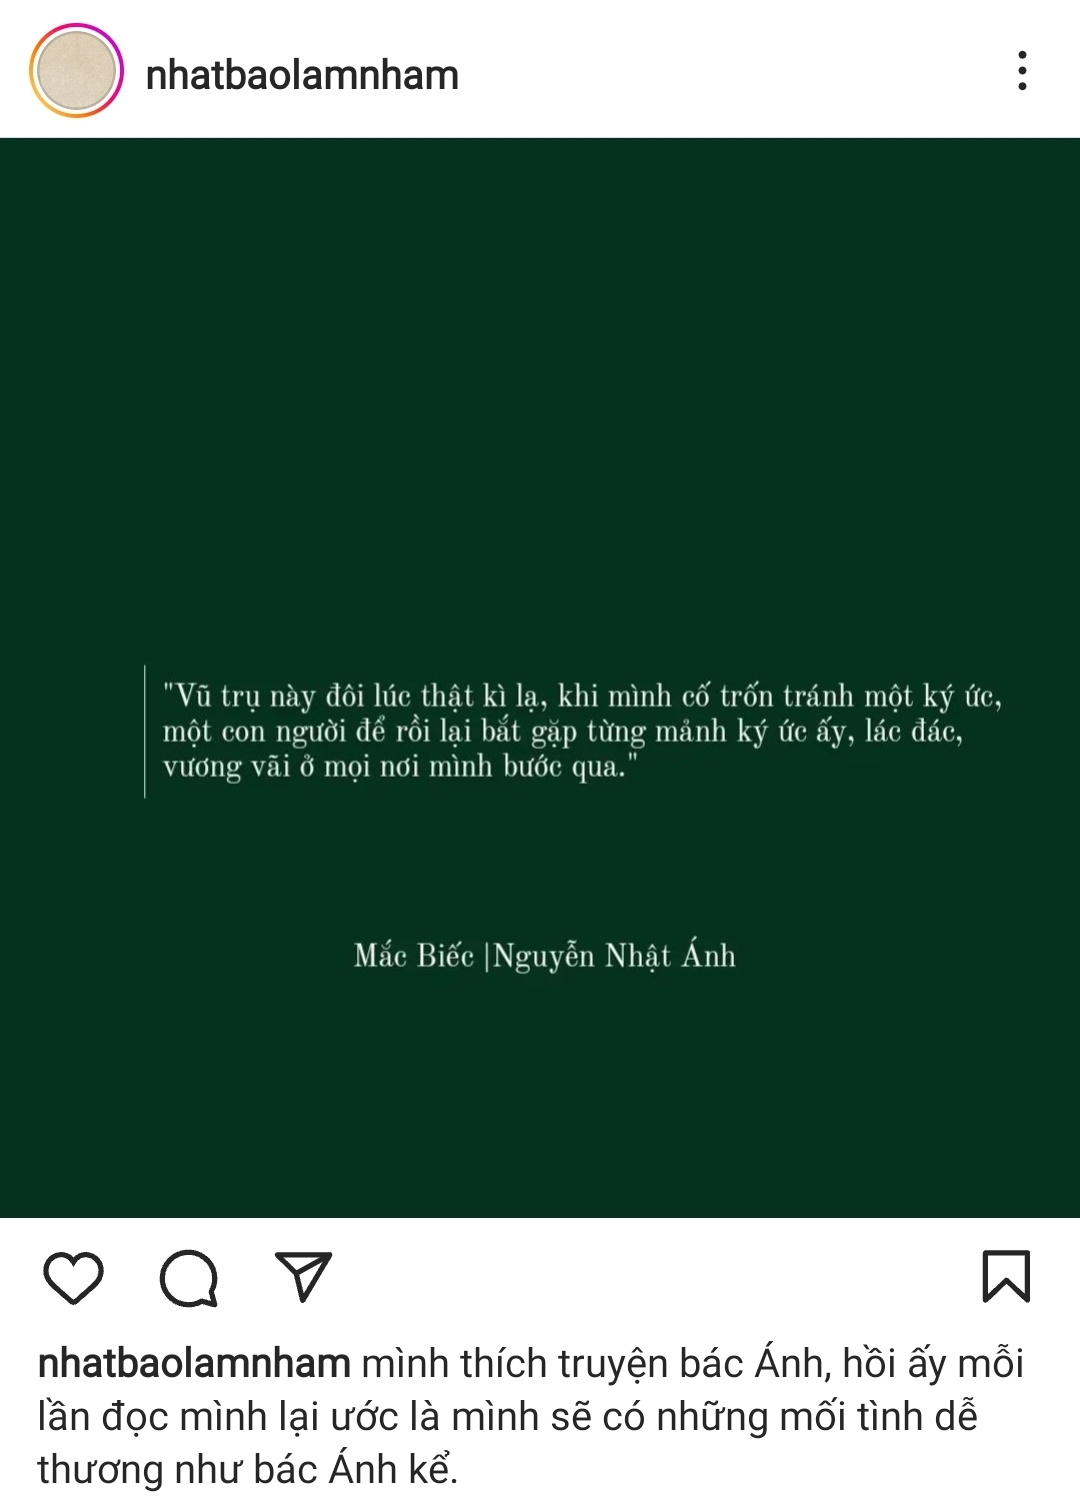 nhatbaolamnham
"Vũ trụ này đôi lúc thật kì lạ, khi mình cố trốn tránh một ký ức,
một con người để rồi lại bắt gặp từng mảnh ký ức ấy, lác đác,
vương vãi ở mọi nơi mình bước qua."
Mắc Biếc |Nguyễn Nhật Ánh
nhatbaolamnham mình thích truyện bác Ánh, hồi ấy mỗi
lần đọc mình lại ước là mình sẽ có những mối tình dễ
thương như bác Ánh kể.